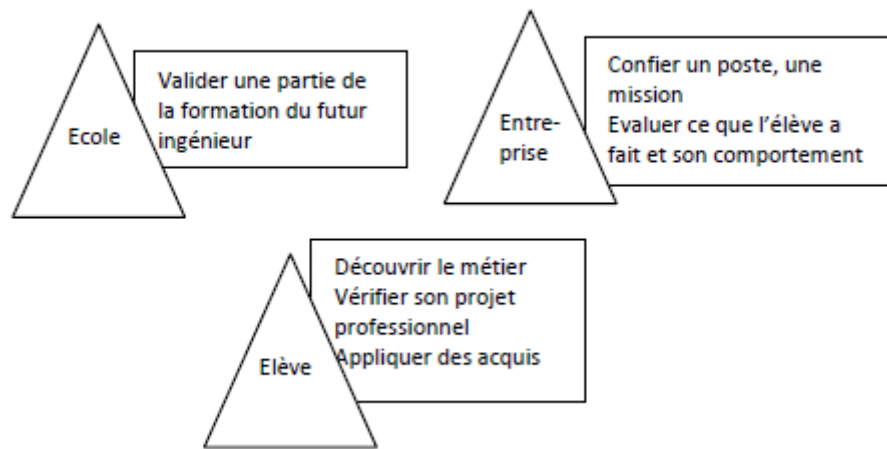 Ecole
Valider une partie de
la formation du futur
ingénieur
Entre-
prise
Confier un poste, une
mission
Evaluer ce que l'élève a
fait et son comportement
Elève
Découvrir le métier
Vérifier son projet
professionnel
Appliquer des acquis